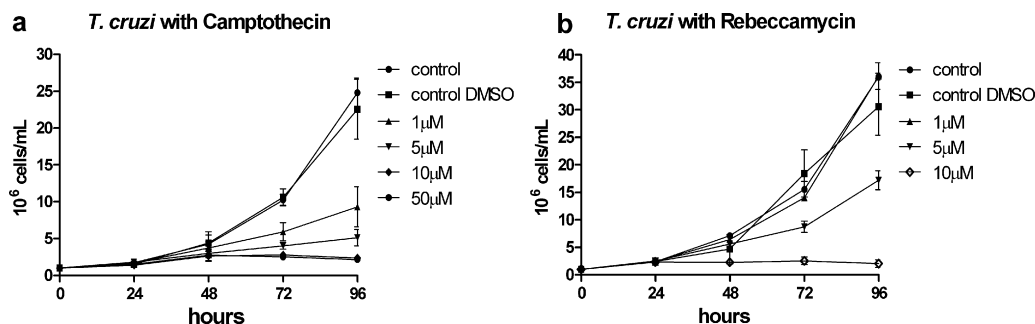 a
T. cruzi with Camptothecin
30
25
20
15
10
5
0
10⁶ cells/mL
0 24 48 72 96
hours
control
control DMSO
1µM
5µM
10µM
50µM
b
T. cruzi with Rebeccamycin
40
35
30
25
20
15
10
5
0
10⁶ cells/mL
0 24 48 72 96
hours
control
control DMSO
1µM
5µM
10µM